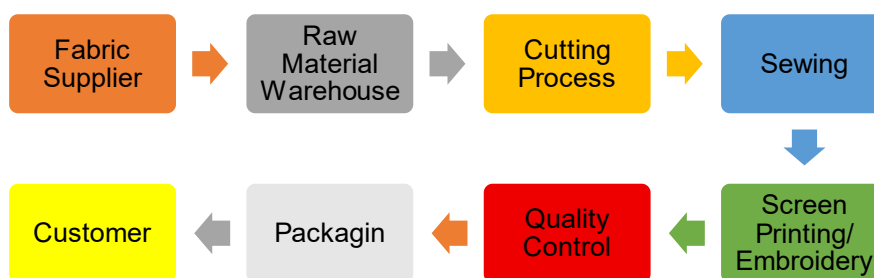 Fabric
Supplier
Raw
Material
Warehouse
Cutting
Process
Sewing
Customer
Packagin
Quality
Control
Screen
Printing/
Embroidery